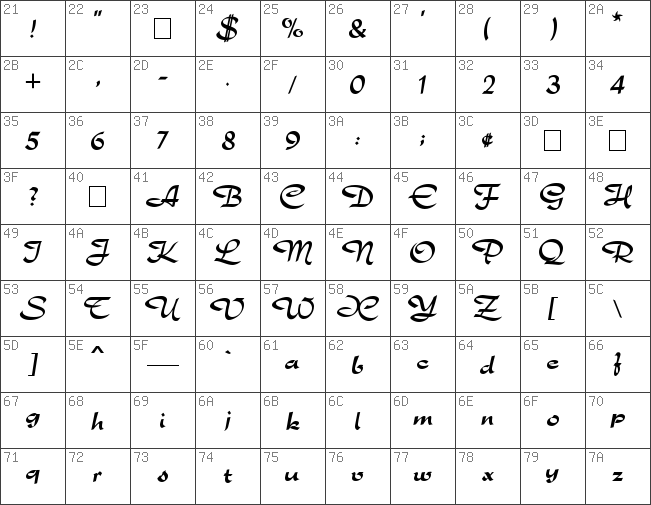 21 22 23 24 25 26 27 28 29 2A
! " $ % & ' ( ) *
2B 2C 2D 2E 2F 30 31 32 33 34
+ , - . / 0 1 2 3 4
35 36 37 38 39 3A 3B 3C 3D 3E
5 6 7 8 9 : ; ¢
3F 40 41 42 43 44 45 46 47 48
? A B C D E F G H
49 4A 4B 4C 4D 4E 4F 50 51 52
I J K L M N O P Q R
53 54 55 56 57 58 59 5A 5B 5C
S T U V W X Y Z [ \
5D 5E 5F 60 61 62 63 64 65 66
] ^ _ ` a b c d e f
67 68 69 6A 6B 6C 6D 6E 6F 70
g h i j k l m n o p
71 72 73 74 75 76 77 78 79 7A
q r s t u v w x y z